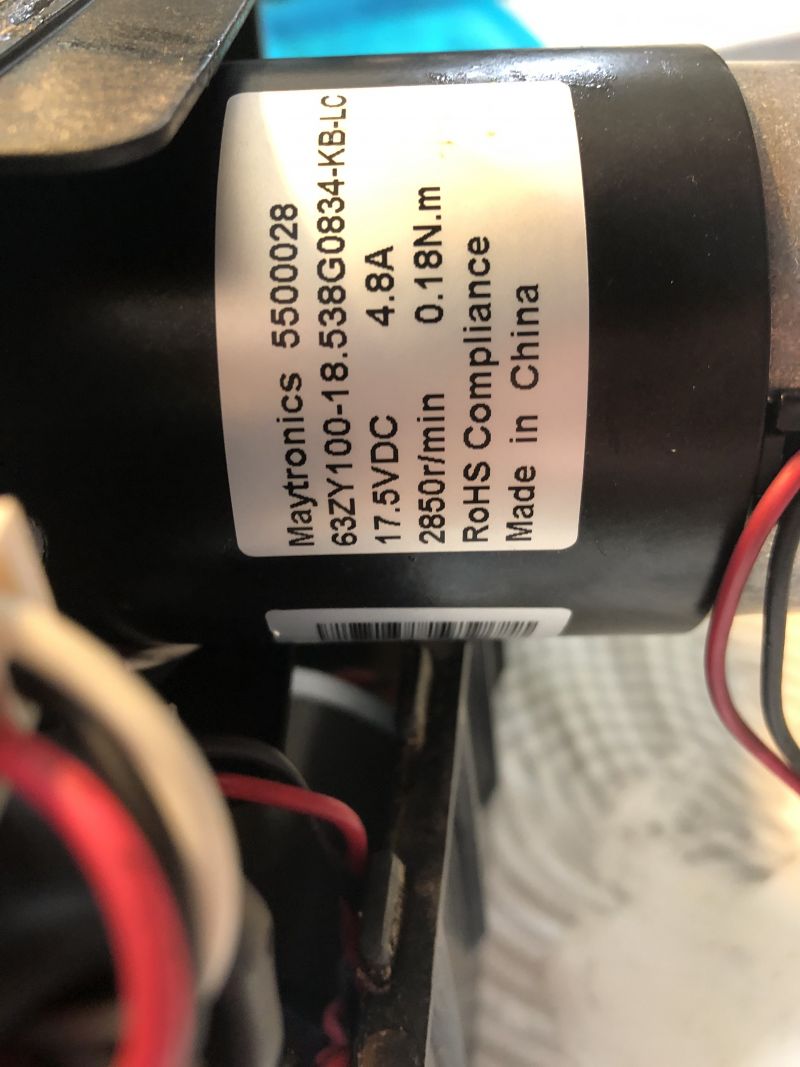 Maytronics 5500028
63ZY100-18.538G0834-KB-LC
17.5VDC 4.8A
2850r/min 0.18N.m
RoHS Compliance
Made in China